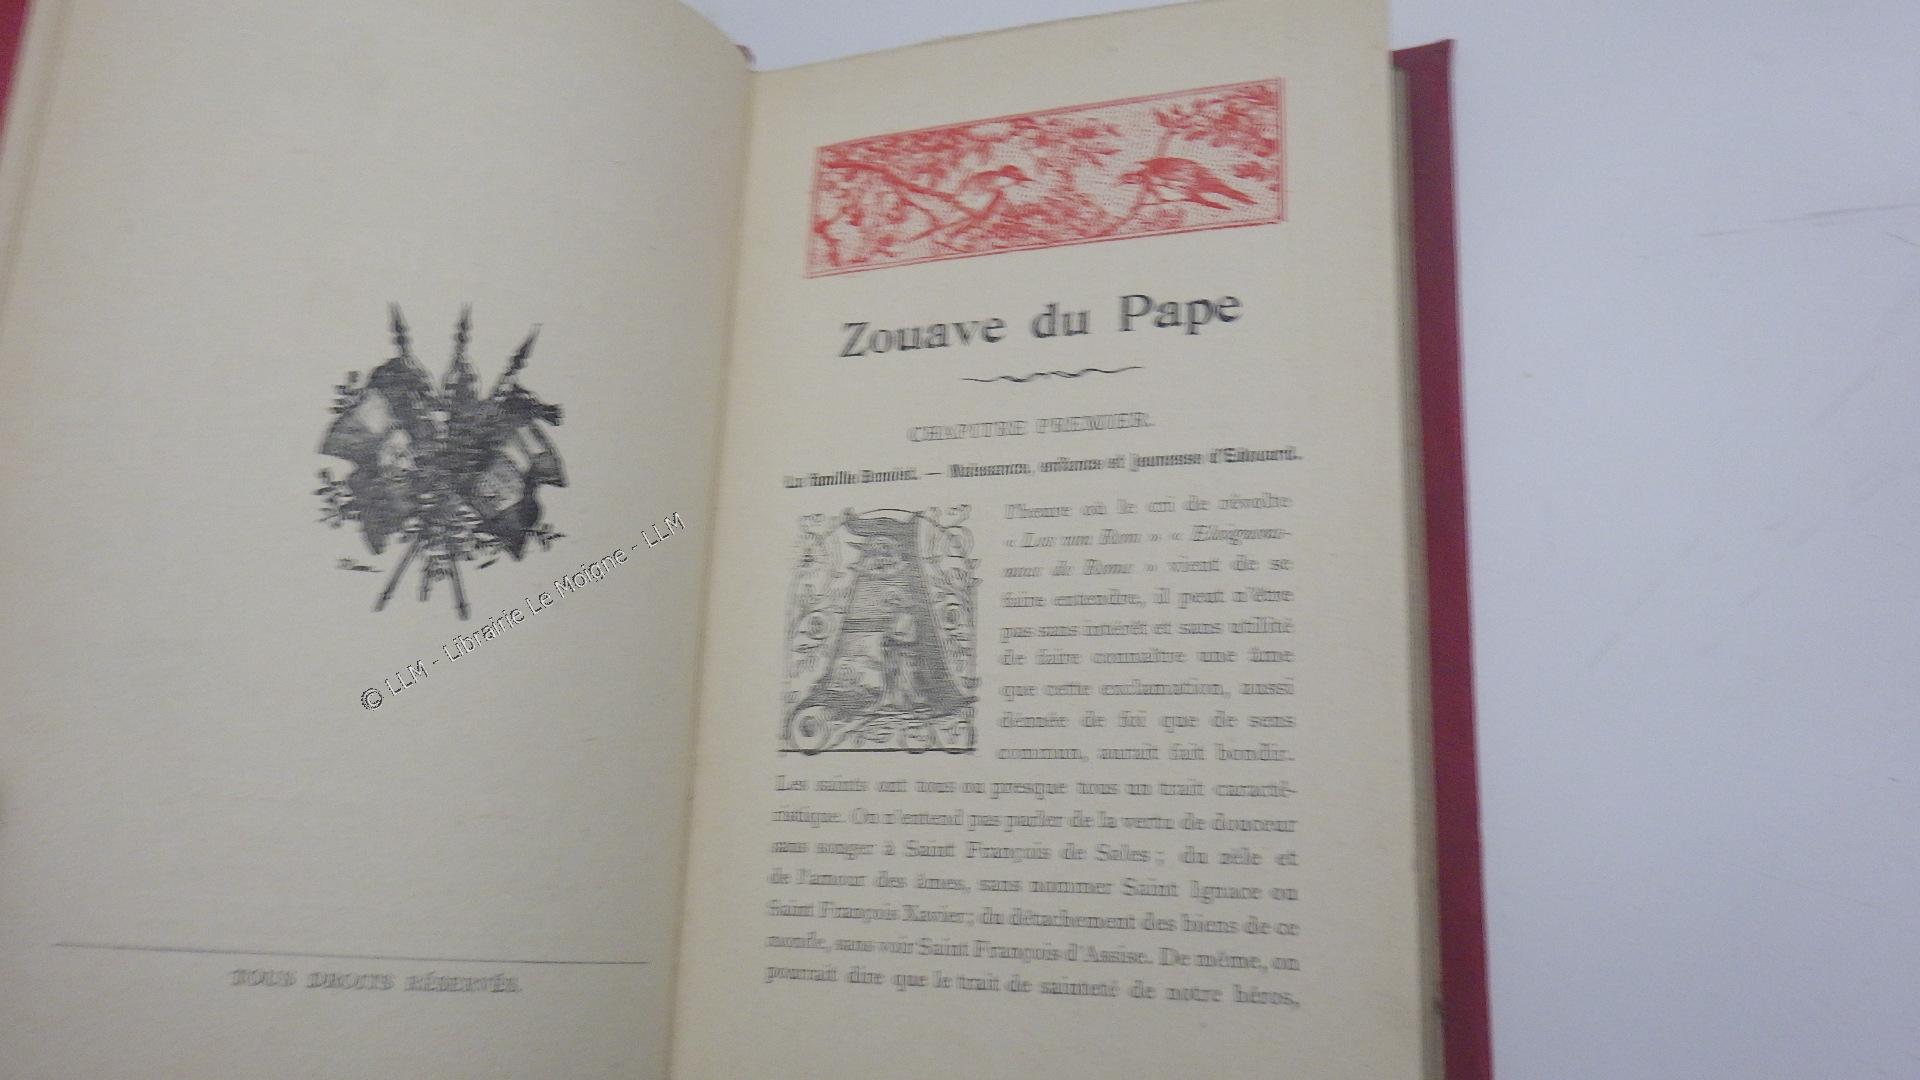 © LLM - Librairie Le Moigne - LLM
TOUS DROITS RÉSERVÉS.
Zouave du Pape
CHAPITRE PREMIER.
La famille — Naissance, enfance et jeunesse d'Edouard.
A l'heure où le cri de révolte
« Los von Rom » « Eloignons-
nous de Rome » vient de se
faire entendre, il peut n'être
pas sans intérêt et sans utilité
de faire connaître une âme
que cette exclamation, aussi
dénuée de foi que de sens
commun, aurait fait bondir.
Les saints ont tous ou presque tous un trait caracté-
ristique. On n'entend pas parler de la vertu de douceur
sans songer à Saint François de Sales ; du zèle et
de l'amour des âmes, sans nommer Saint Ignace ou
Saint François Xavier ; du détachement des biens de ce
monde, sans voir Saint François d'Assise. De même, on
pourrait dire que le trait de sainteté de notre héros,